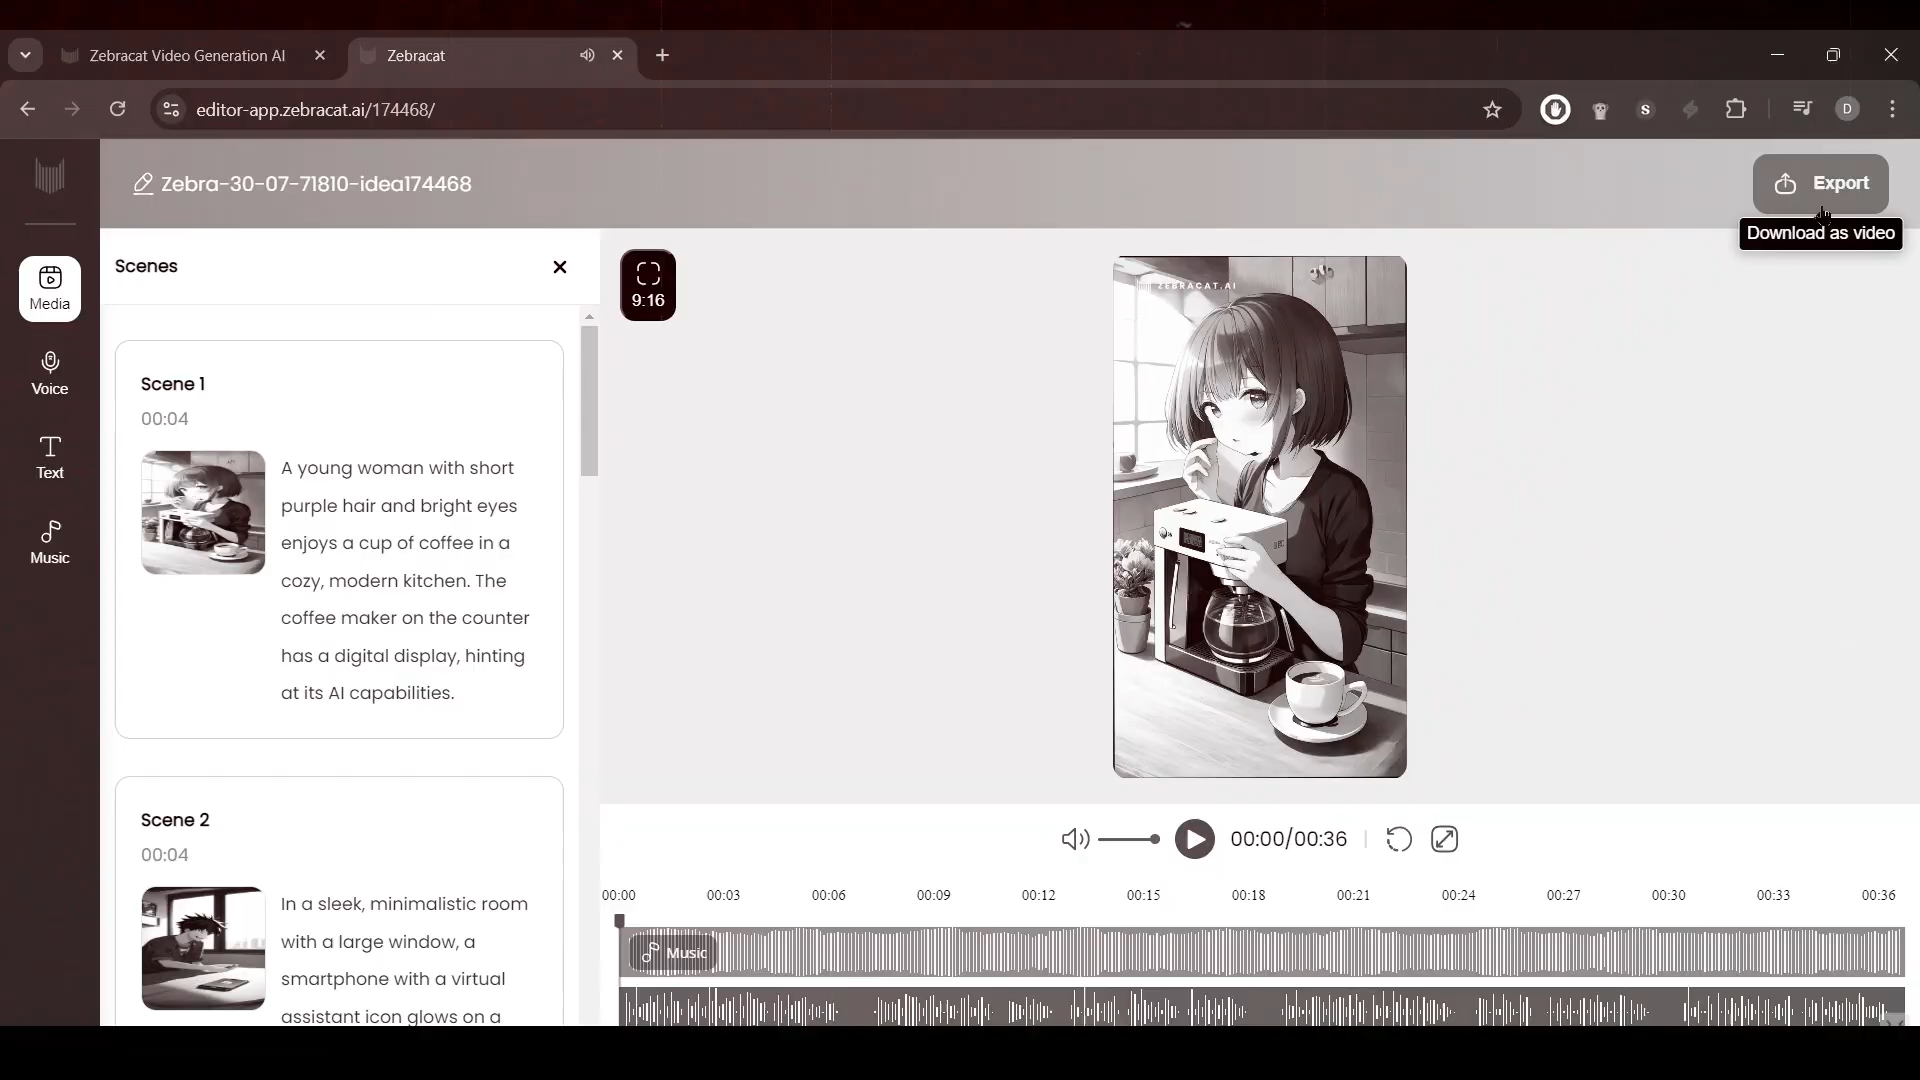 Zebracat Video Generation AI
Zebracat
editor-app.zebracat.ai/174468/
S
D
Zebra-30-07-71810-idea174468
Export
Download as video
Media
Voice
Text
Music
Scenes
9:16
ZEBRACAT.AI
Scene 1
00:04
A young woman with short
purple hair and bright eyes
enjoys a cup of coffee in a
cozy, modern kitchen. The
coffee maker on the counter
has a digital display, hinting
at its AI capabilities.
Scene 2
00:04
In a sleek, minimalistic room
with a large window, a
smartphone with a virtual
assistant icon glows on a
00:00/00:36
00:00 00:03 00:06 00:09 00:12 00:15 00:18 00:21 00:24 00:27 00:30 00:33 00:36
Music